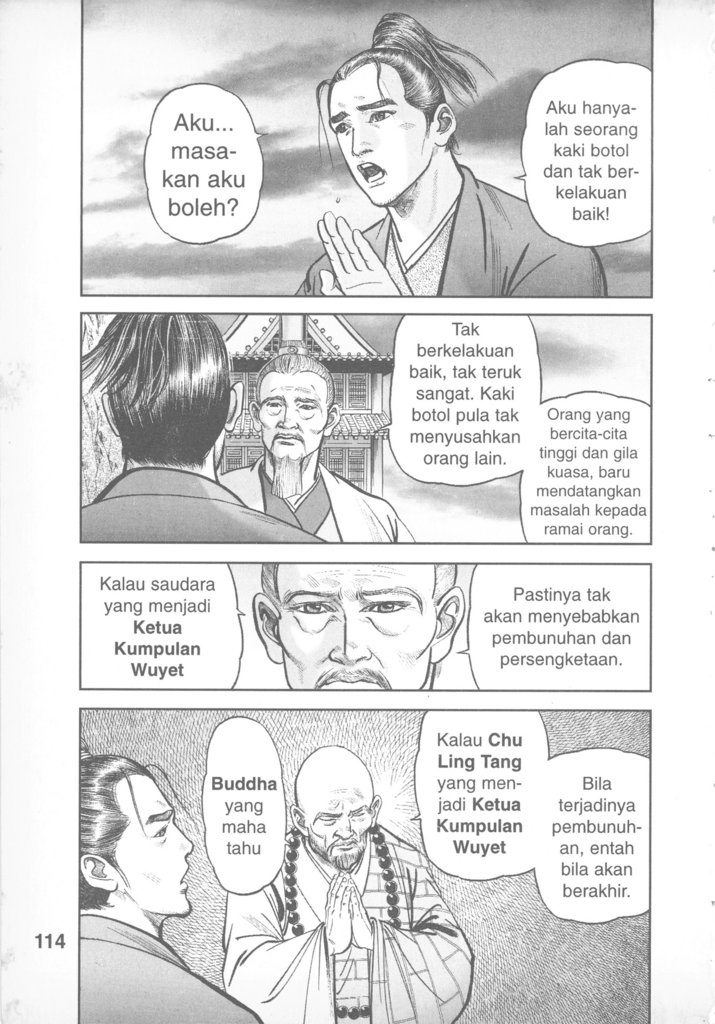 Aku...
masa-
kan aku
boleh?
Aku hanya-
lah seorang
kaki botol
dan tak ber-
kelakuan
baik!
Tak
berkelakuan
baik, tak teruk
sangat. Kaki
botol pula tak
menyusahkan
orang lain.
Orang yang
bercita-cita
tinggi dan gila
kuasa, baru
mendatangkan
masalah kepada
ramai orang.
Kalau saudara
yang menjadi
Ketua
Kumpulan
Wuyet
Pastinya tak
akan menyebabkan
pembunuhan dan
persengketaan.
Buddha
yang
maha
tahu
Kalau Chu
Ling Tang
yang men-
jadi Ketua
Kumpulan
Wuyet
Bila
terjadinya
pembunuh-
an, entah
bila akan
berakhir.
114